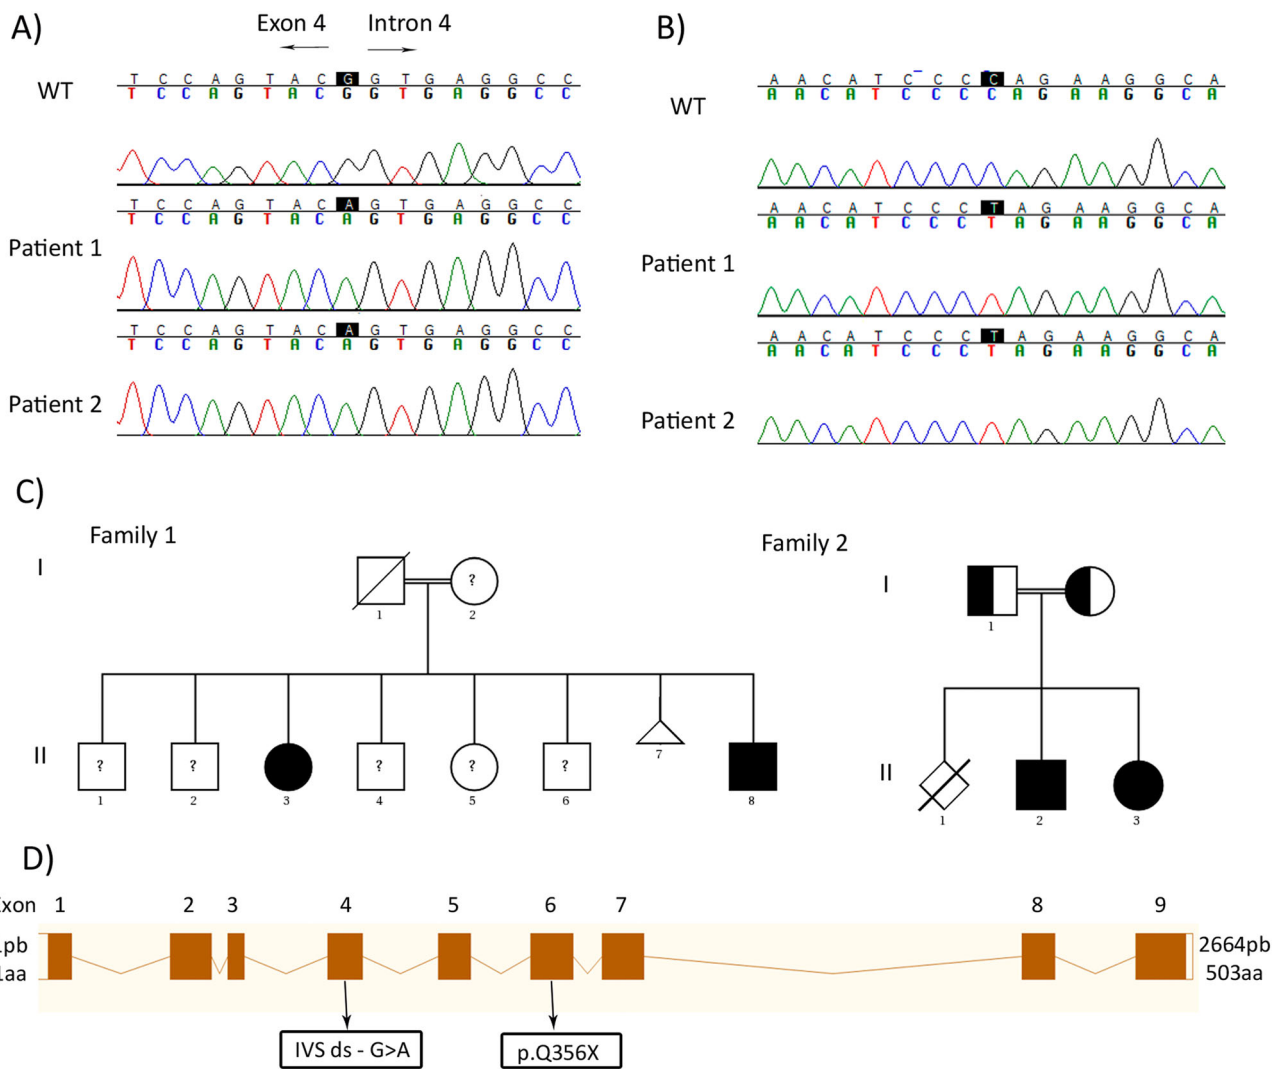 A)
Exon 4 Intron 4
WT
T C C A G T A C G G T G A G G C C
T C C A G T A C G G T G A G G C C
Patient 1
T C C A G T A C A G T G A G G C C
T C C A G T A C A G T G A G G C C
Patient 2
T C C A G T A C A G T G A G G C C
T C C A G T A C A G T G A G G C C
B)
WT
A A C A T C C C C A G A A G G C A
A A C A T C C C C A G A A G G C A
Patient 1
A A C A T C C C T A G A A G G C A
A A C A T C C C T A G A A G G C A
Patient 2
A A C A T C C C T A G A A G G C A
A A C A T C C C T A G A A G G C A
C)
Family 1
I
?
1 2
II
? ? ? ? ?
1 2 3 4 5 6 7 8
Family 2
I
1
II
1 2 3
D)
Exon 1 2 3 4 5 6 7 8 9
1pb 2664pb
1aa 503aa
IVS ds - G>A
p.Q356X